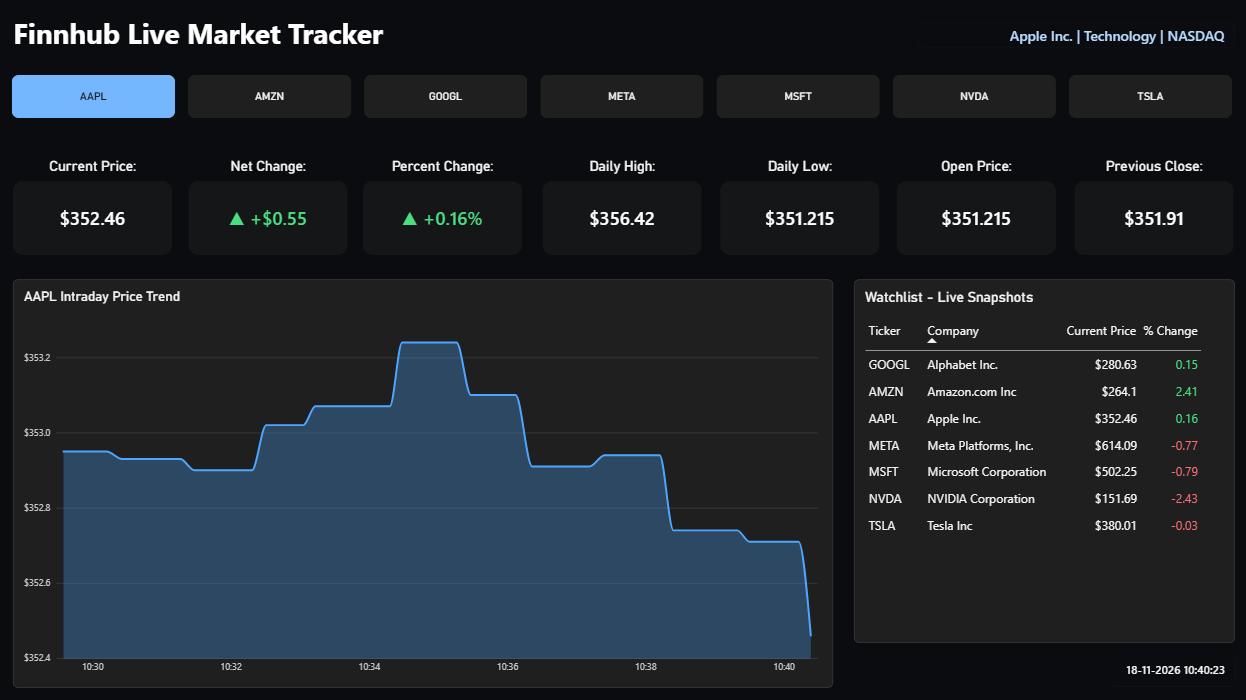 Finnhub Live Market Tracker
Apple Inc. | Technology | NASDAQ
AAPL AMZN GOOGL META MSFT NVDA TSLA
Current Price: Net Change: Percent Change: Daily High: Daily Low: Open Price: Previous Close:
$352.46 ▲ +$0.55 ▲ +0.16% $356.42 $351.215 $351.215 $351.91
AAPL Intraday Price Trend
$353.2
$353.0
$352.8
$352.6
$352.4
10:30 10:32 10:34 10:36 10:38 10:40
Watchlist - Live Snapshots
Ticker Company Current Price % Change
GOOGL Alphabet Inc. $280.63 0.15
AMZN Amazon.com Inc $264.1 2.41
AAPL Apple Inc. $352.46 0.16
META Meta Platforms, Inc. $614.09 -0.77
MSFT Microsoft Corporation $502.25 -0.79
NVDA NVIDIA Corporation $151.69 -2.43
TSLA Tesla Inc $380.01 -0.03
18-11-2026 10:40:23